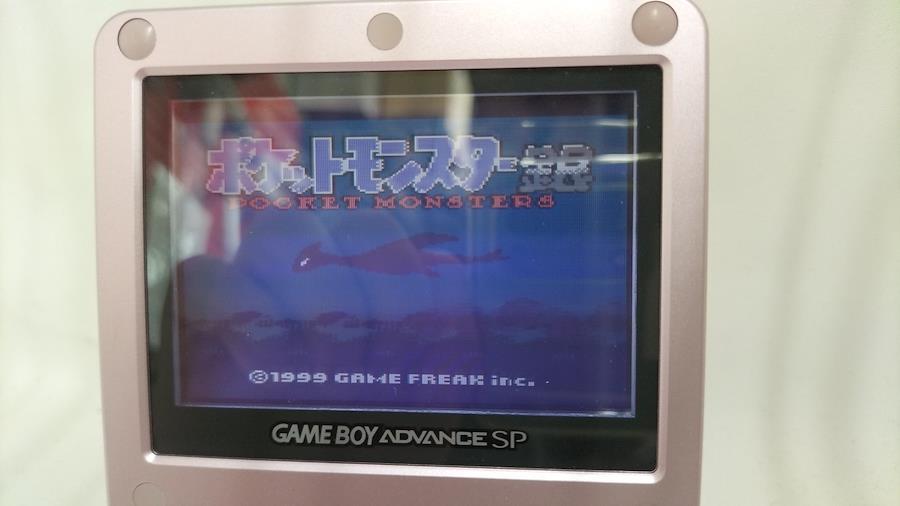 ポケットモンスター銀
POCKET MONSTERS
©1999 GAME FREAK inc.
GAME BOY ADVANCE SP